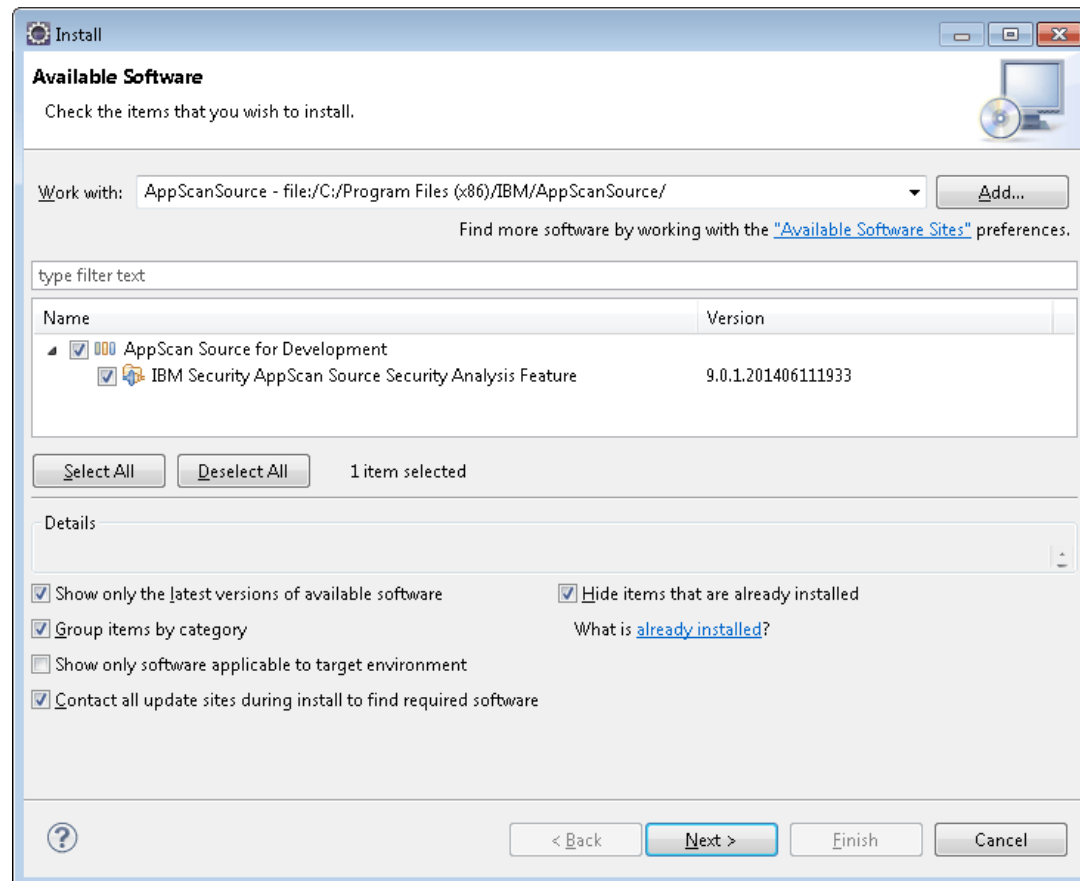 Install
Available Software
Check the items that you wish to install.
Work with: AppScanSource - file:/C:/Program Files (x86)/IBM/AppScanSource/ Add...
Find more software by working with the "Available Software Sites" preferences.
type filter text
Name Version
AppScan Source for Development
IBM Security AppScan Source Security Analysis Feature 9.0.1.201406111933
Select All Deselect All 1 item selected
Details
Show only the latest versions of available software Hide items that are already installed
Group items by category What is already installed?
Show only software applicable to target environment
Contact all update sites during install to find required software
? < Back Next > Finish Cancel